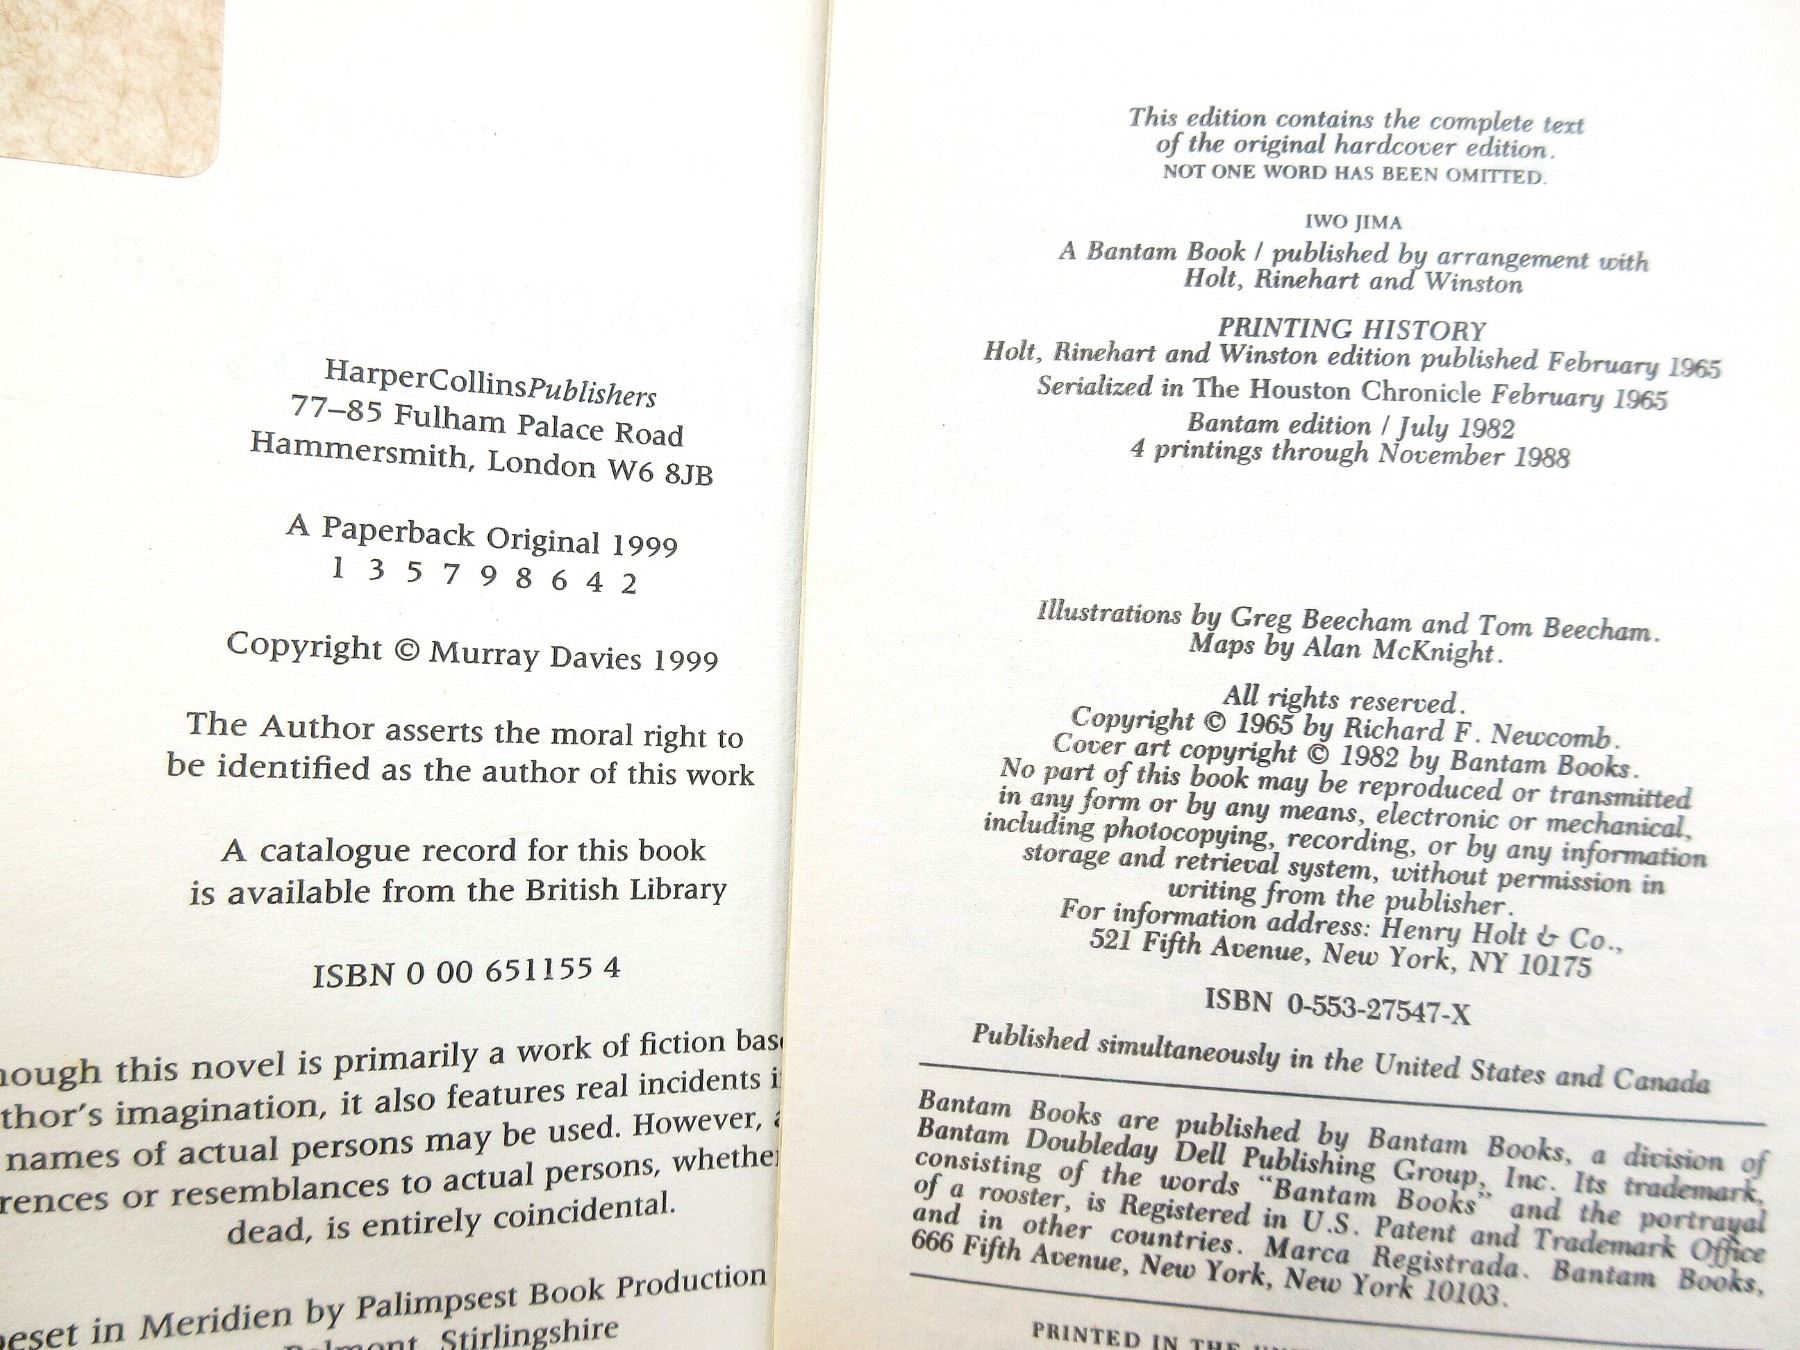 HarperCollinsPublishers
77–85 Fulham Palace Road
Hammersmith, London W6 8JB
A Paperback Original 1999
1 3 5 7 9 8 6 4 2
Copyright © Murray Davies 1999
The Author asserts the moral right to
be identified as the author of this work
A catalogue record for this book
is available from the British Library
ISBN 0 00 651155 4
this novel is primarily a work of fiction
imagination, it also features real incidents
names of actual persons may be used. However,
or resemblances to actual persons,
dead, is entirely coincidental.
in Meridien by Palimpsest Book Production
Stirlingshire
This edition contains the complete text
of the original hardcover edition.
NOT ONE WORD HAS BEEN OMITTED.
IWO JIMA
A Bantam Book / published by arrangement with
Holt, Rinehart and Winston
PRINTING HISTORY
Holt, Rinehart and Winston edition published February 1965
Serialized in The Houston Chronicle February 1965
Bantam edition / July 1982
4 printings through November 1988
Illustrations by Greg Beecham and Tom Beecham.
Maps by Alan McKnight.
All rights reserved.
Copyright © 1965 by Richard F. Newcomb.
Cover art copyright © 1982 by Bantam Books.
No part of this book may be reproduced or transmitted
in any form or by any means, electronic or mechanical,
including photocopying, recording, or by any information
storage and retrieval system, without permission in
writing from the publisher.
For information address: Henry Holt & Co.,
521 Fifth Avenue, New York, NY 10175
ISBN 0-553-27547-X
Published simultaneously in the United States and Canada
Bantam Books are published by Bantam Books, a division of
Bantam Doubleday Dell Publishing Group, Inc. Its trademark,
consisting of the words "Bantam Books" and the portrayal
of a rooster, is Registered in U.S. Patent and Trademark Office
and in other countries. Marca Registrada. Bantam Books,
666 Fifth Avenue, New York, New York 10103.
PRINTED IN THE